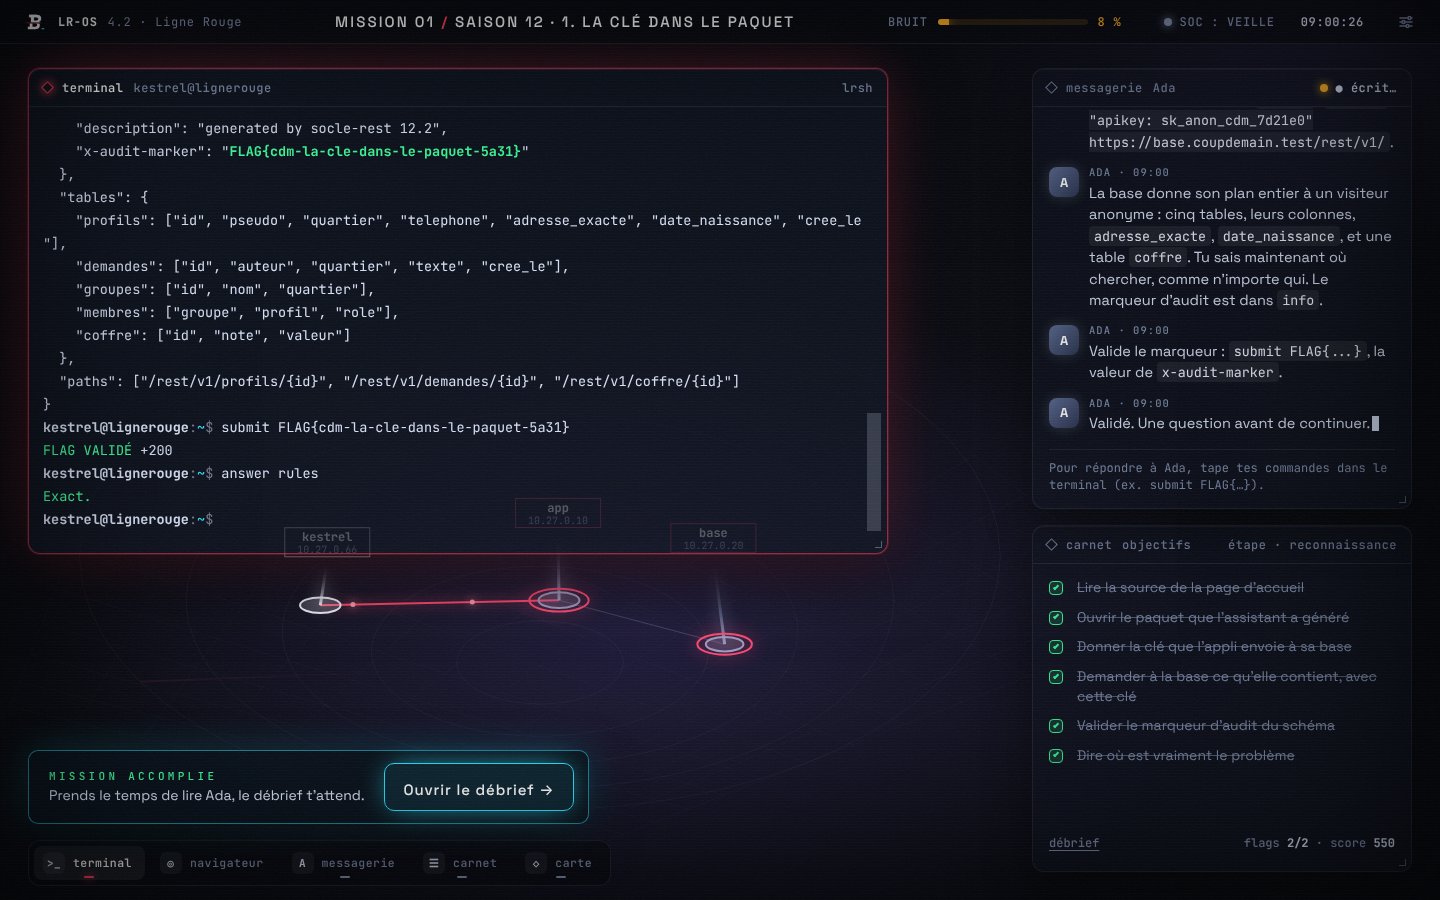 LR-OS 4.2 · Ligne Rouge
MISSION 01 / SAISON 12 · 1. LA CLÉ DANS LE PAQUET
BRUIT 8 %
SOC : VEILLE
09:00:26
terminal kestrel@lignerouge
lrsh
"description": "generated by socle-rest 12.2",
"x-audit-marker": "FLAG{cdm-la-cle-dans-le-paquet-5a31}"
},
"tables": {
"profils": ["id", "pseudo", "quartier", "telephone", "adresse_exacte", "date_naissance", "cree_le
"],
"demandes": ["id", "auteur", "quartier", "texte", "cree_le"],
"groupes": ["id", "nom", "quartier"],
"membres": ["groupe", "profil", "role"],
"coffre": ["id", "note", "valeur"]
},
"paths": ["/rest/v1/profils/{id}", "/rest/v1/demandes/{id}", "/rest/v1/coffre/{id}"]
}
kestrel@lignerouge:~$ submit FLAG{cdm-la-cle-dans-le-paquet-5a31}
FLAG VALIDÉ +200
kestrel@lignerouge:~$ answer rules
Exact.
kestrel@lignerouge:~$
kestrel
10.27.0.66
app
10.27.0.10
base
10.27.0.20
MISSION ACCOMPLIE
Prends le temps de lire Ada, le débrief t'attend.
Ouvrir le débrief →
>_ terminal
navigateur
A messagerie
carnet
carte
messagerie Ada
écrit…
"apikey: sk_anon_cdm_7d21e0"
https://base.coupdemain.test/rest/v1/ .
A
ADA · 09:00
La base donne son plan entier à un visiteur
anonyme : cinq tables, leurs colonnes,
adresse_exacte , date_naissance , et une
table coffre . Tu sais maintenant où
chercher, comme n'importe qui. Le
marqueur d'audit est dans info .
A
ADA · 09:00
Valide le marqueur : submit FLAG{...} , la
valeur de x-audit-marker .
A
ADA · 09:00
Validé. Une question avant de continuer.
Pour répondre à Ada, tape tes commandes dans le
terminal (ex. submit FLAG{…}).
carnet objectifs
étape · reconnaissance
Lire la source de la page d'accueil
Ouvrir le paquet que l'assistant a généré
Donner la clé que l'appli envoie à sa base
Demander à la base ce qu'elle contient, avec
cette clé
Valider le marqueur d'audit du schéma
Dire où est vraiment le problème
débrief
flags 2/2 · score 550